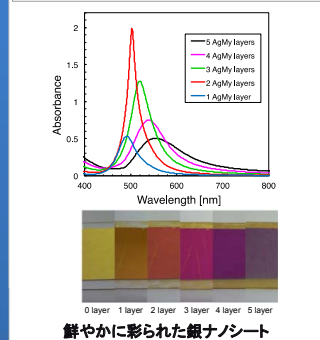 2
1.5
1
0.5
0
Absorbance
5 AgMy layers
4 AgMy layers
3 AgMy layers
2 AgMy layers
1 AgMy layer
400 500 600 700 800
Wavelength [nm]
0 layer 1 layer 2 layer 3 layer 4 layer 5 layer
鮮やかに彩られた銀ナノシート